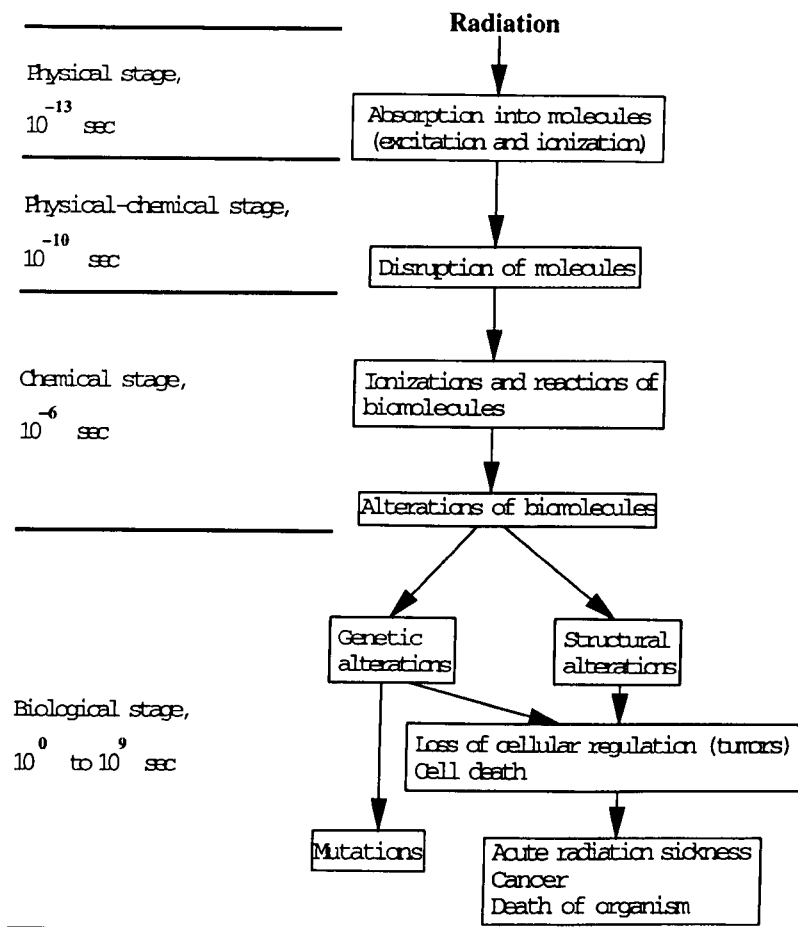 Radiation
Physical stage,
10^-13 sec
Absorption into molecules
(excitation and ionization)
Physical-chemical stage,
10^-10 sec
Disruption of molecules
Chemical stage,
10^-6 sec
Ionizations and reactions of
biomolecules
Alterations of biomolecules
Genetic
alterations
Structural
alterations
Biological stage,
10^0 to 10^9 sec
Loss of cellular regulation (tumors)
Cell death
Mutations
Acute radiation sickness
Cancer
Death of organism